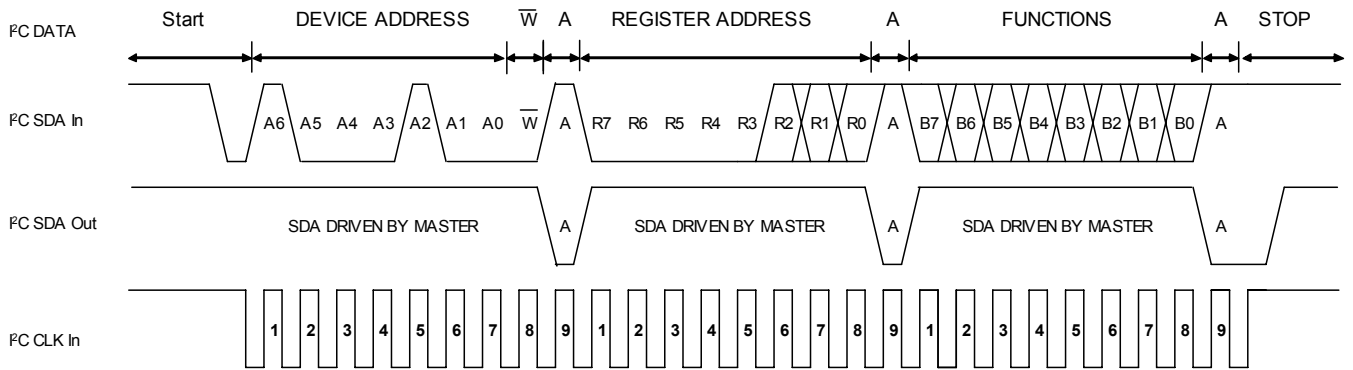 I²C DATA Start DEVICE ADDRESS W̅ A REGISTER ADDRESS A FUNCTIONS A STOP
I²C SDA In A6 A5 A4 A3 A2 A1 A0 W̅ A R7 R6 R5 R4 R3 R2 R1 R0 A B7 B6 B5 B4 B3 B2 B1 B0 A
I²C SDA Out SDA DRIVEN BY MASTER A SDA DRIVEN BY MASTER A SDA DRIVEN BY MASTER A
I²C CLK In 1 2 3 4 5 6 7 8 9 1 2 3 4 5 6 7 8 9 1 2 3 4 5 6 7 8 9